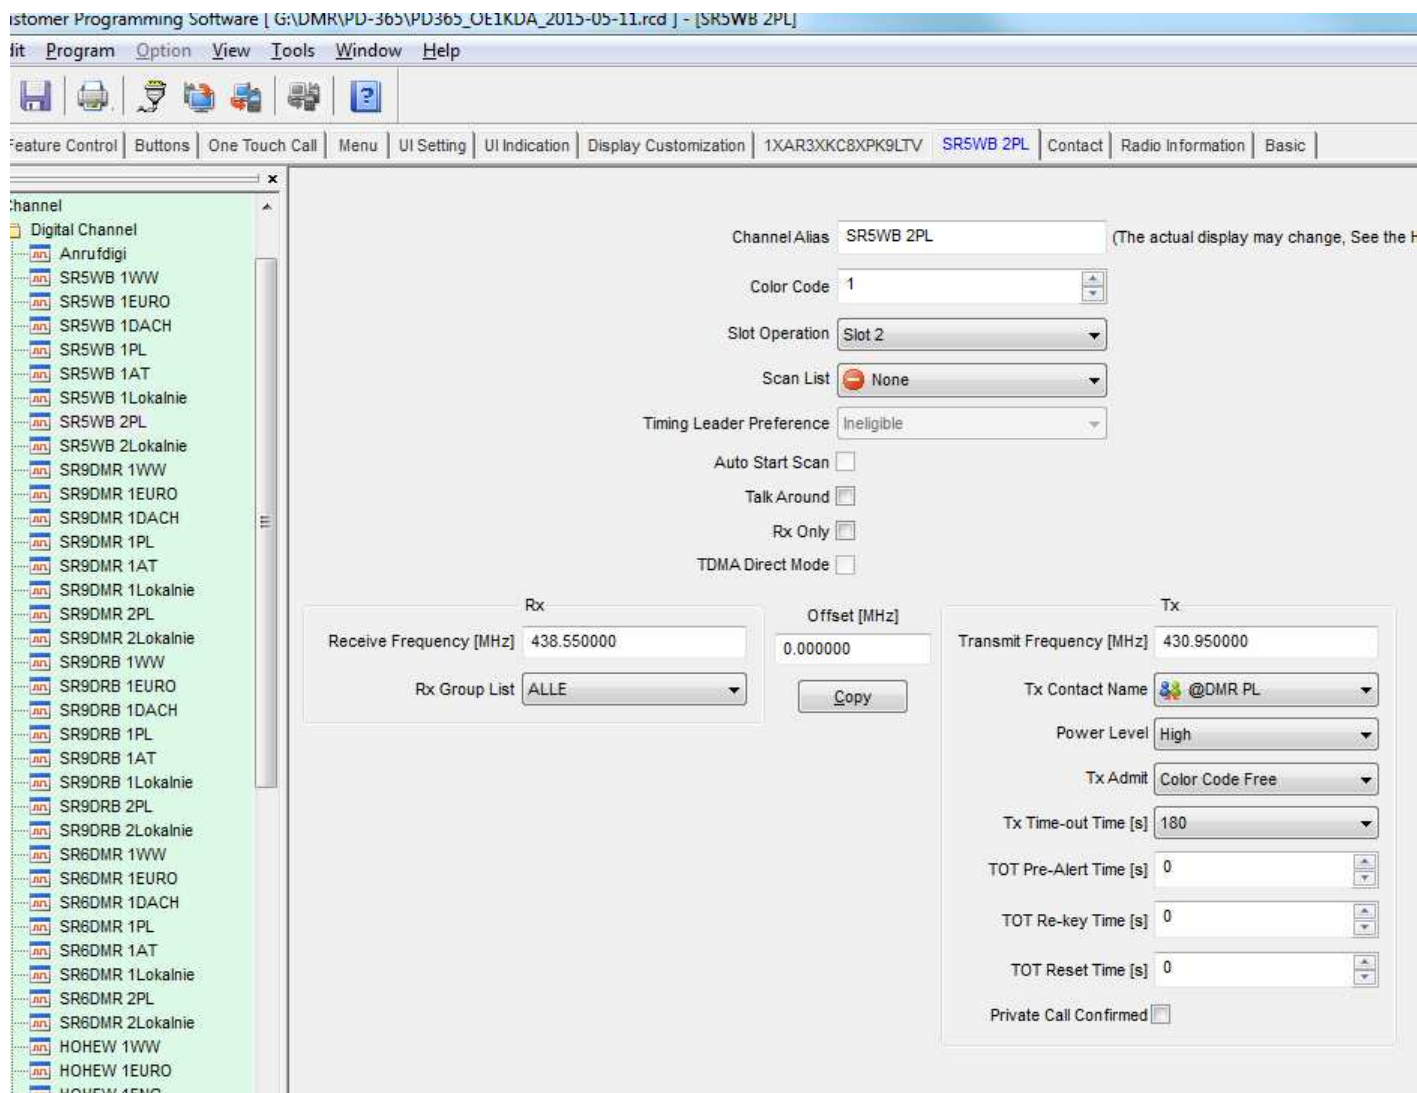 ustomer Programming Software [ G:\DMR\PD-365\PD365_OE1KDA_2015-05-11.rcd ] - [SR5WB 2PL]
dit Program Option View Tools Window Help
Feature Control Buttons One Touch Call Menu UI Setting UI Indication Display Customization 1XAR3XKC8XPK9LTV SR5WB 2PL Contact Radio Information Basic
x
Channel
Digital Channel
Anrufdigi
SR5WB 1WW
SR5WB 1EURO
SR5WB 1DACH
SR5WB 1PL
SR5WB 1AT
SR5WB 1Lokalnie
SR5WB 2PL
SR5WB 2Lokalnie
SR9DMR 1WW
SR9DMR 1EURO
SR9DMR 1DACH
SR9DMR 1PL
SR9DMR 1AT
SR9DMR 1Lokalnie
SR9DMR 2PL
SR9DMR 2Lokalnie
SR9DRB 1WW
SR9DRB 1EURO
SR9DRB 1DACH
SR9DRB 1PL
SR9DRB 1AT
SR9DRB 1Lokalnie
SR9DRB 2PL
SR9DRB 2Lokalnie
SR6DMR 1WW
SR6DMR 1EURO
SR6DMR 1DACH
SR6DMR 1PL
SR6DMR 1AT
SR6DMR 1Lokalnie
SR6DMR 2PL
SR6DMR 2Lokalnie
HOHEW 1WW
HOHEW 1EURO
Channel Alias SR5WB 2PL (The actual display may change, See the H
Color Code 1
Slot Operation Slot 2
Scan List None
Timing Leader Preference Ineligible
Auto Start Scan
Talk Around
Rx Only
TDMA Direct Mode
Rx
Receive Frequency [MHz] 438.550000
Rx Group List ALLE
Offset [MHz]
0.000000
Copy
Tx
Transmit Frequency [MHz] 430.950000
Tx Contact Name @DMR PL
Power Level High
Tx Admit Color Code Free
Tx Time-out Time [s] 180
TOT Pre-Alert Time [s] 0
TOT Re-key Time [s] 0
TOT Reset Time [s] 0
Private Call Confirmed